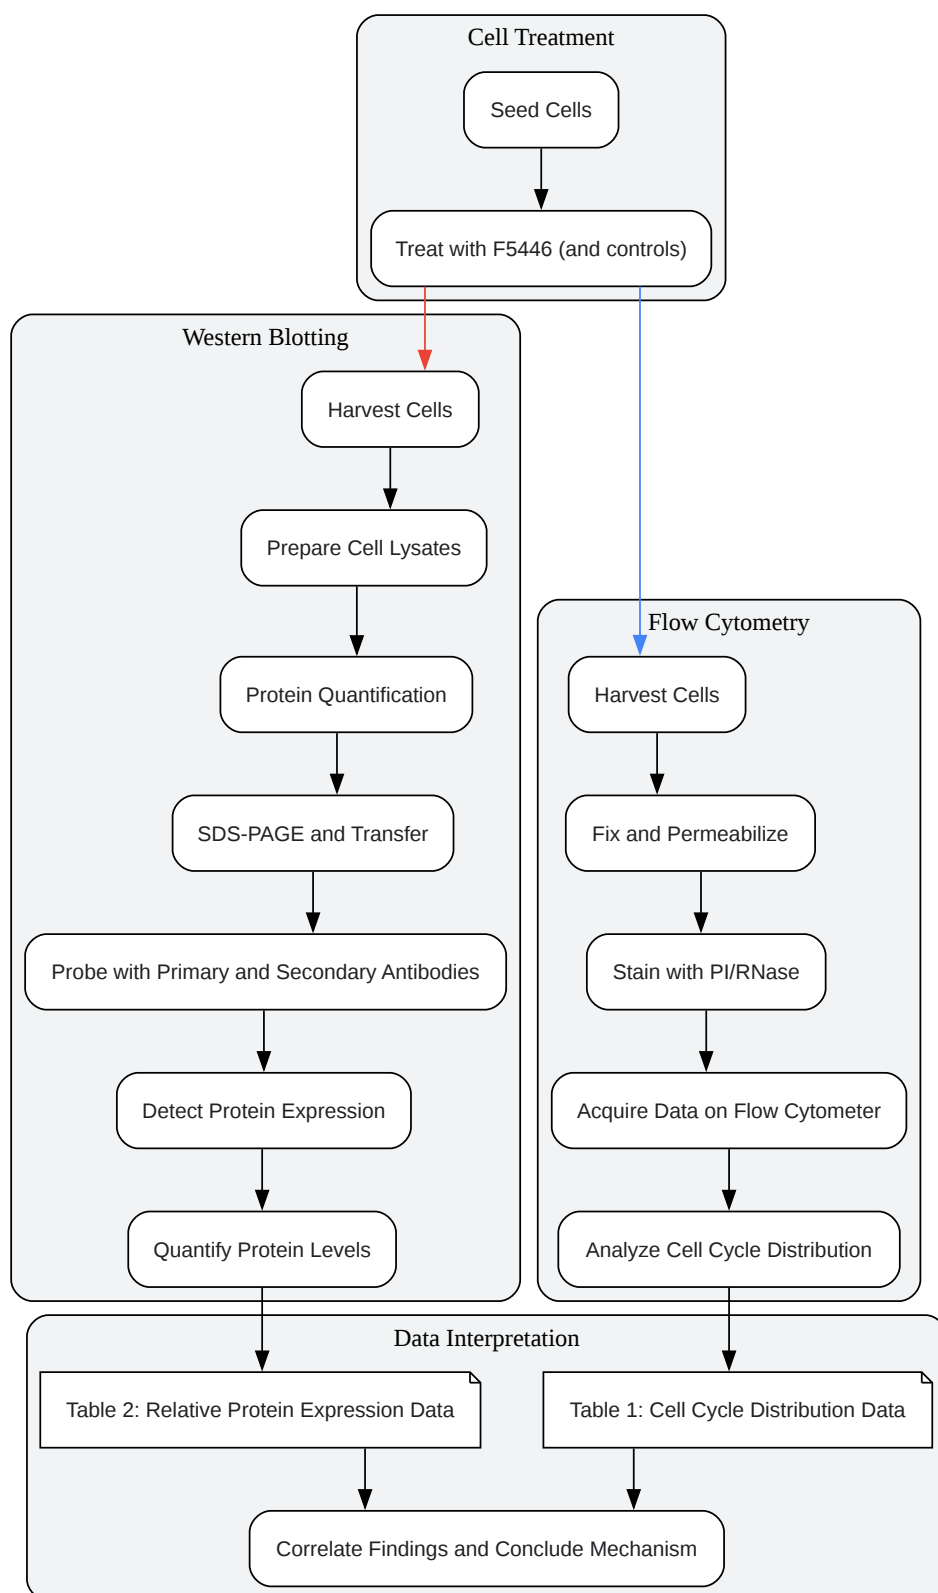 Cell Treatment
Seed Cells
Treat with F5446 (and controls)
Western Blotting
Harvest Cells
Prepare Cell Lysates
Protein Quantification
SDS-PAGE and Transfer
Probe with Primary and Secondary Antibodies
Detect Protein Expression
Quantify Protein Levels
Flow Cytometry
Harvest Cells
Fix and Permeabilize
Stain with PI/RNase
Acquire Data on Flow Cytometer
Analyze Cell Cycle Distribution
Data Interpretation
Table 2: Relative Protein Expression Data
Table 1: Cell Cycle Distribution Data
Correlate Findings and Conclude Mechanism